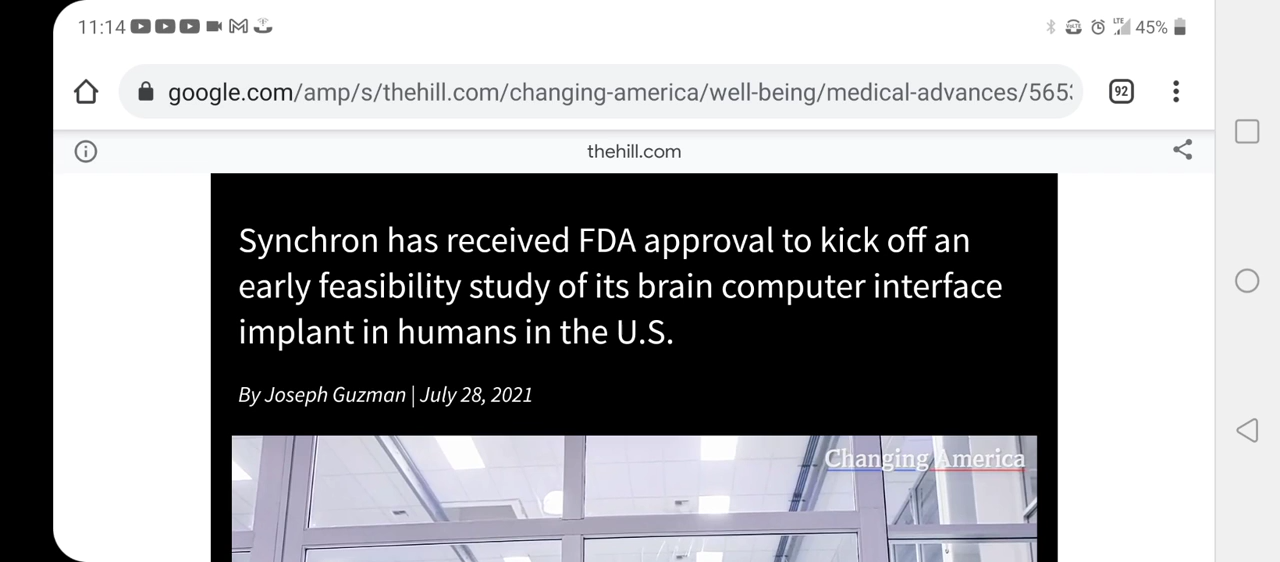 11:14
LTE 45%
google.com/amp/s/thehill.com/changing-america/well-being/medical-advances/565
92
thehill.com
Synchron has received FDA approval to kick off an
early feasibility study of its brain computer interface
implant in humans in the U.S.
By Joseph Guzman | July 28, 2021
Changing America